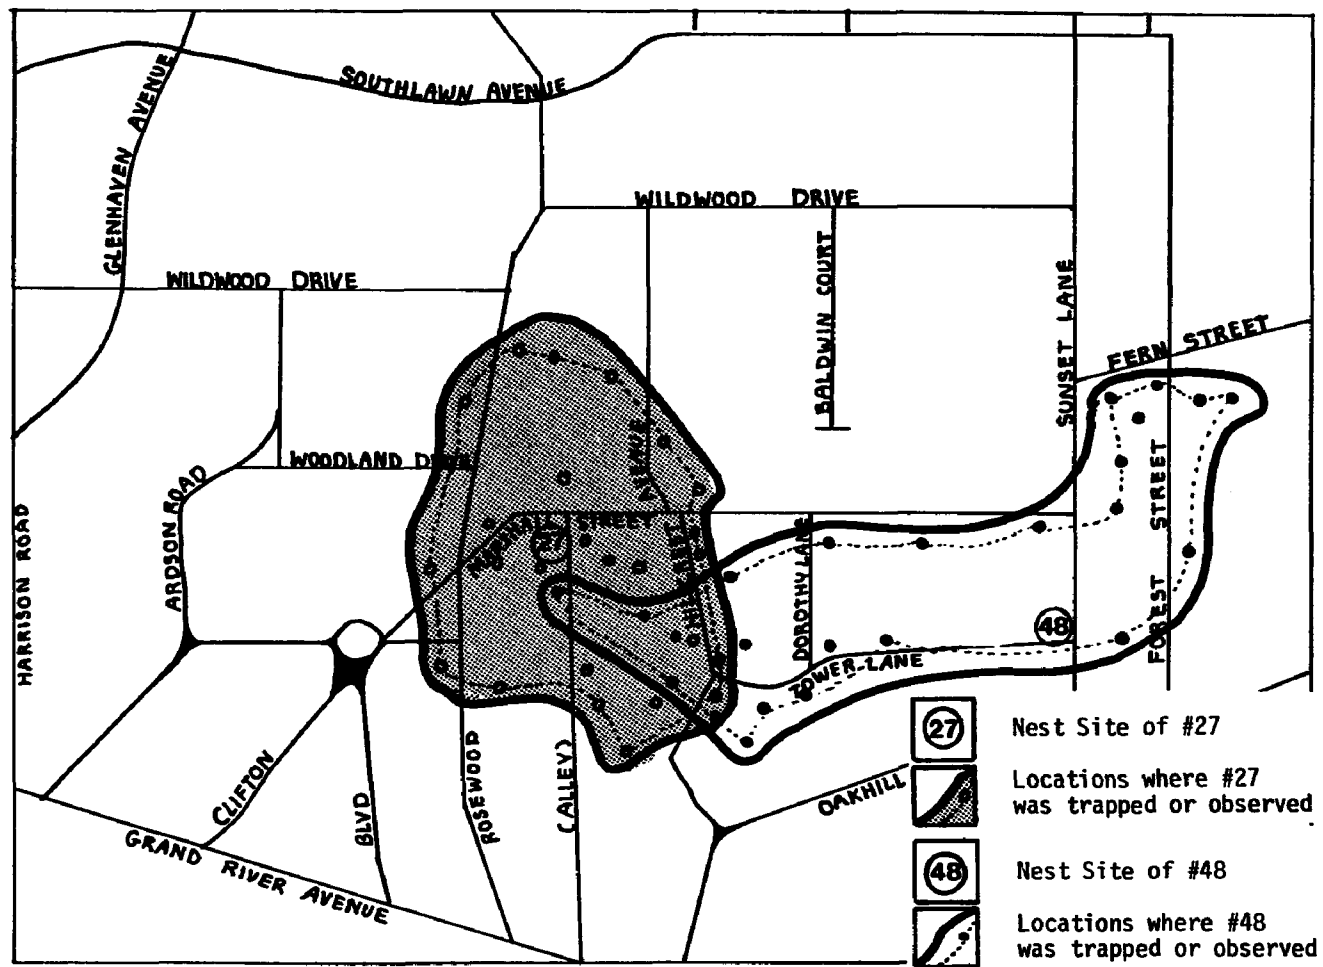 SOUTHLAWN AVENUE
GLENHAVEN AVENUE
WILDWOOD DRIVE
WILDWOOD DRIVE
BALDWIN COURT
SUNSET LANE
FERN STREET
WOODLAND
AVENUE
ARDSON ROAD
HARRISON ROAD
STREET
27
FOREST STREET
DOROTHY LANE
48
TOWER LANE
CLIFTON
BLVD
ROSEWOOD
(ALLEY)
OAKHILL
GRAND RIVER AVENUE
27 Nest Site of #27
Locations where #27
was trapped or observed
48 Nest Site of #48
Locations where #48
was trapped or observed